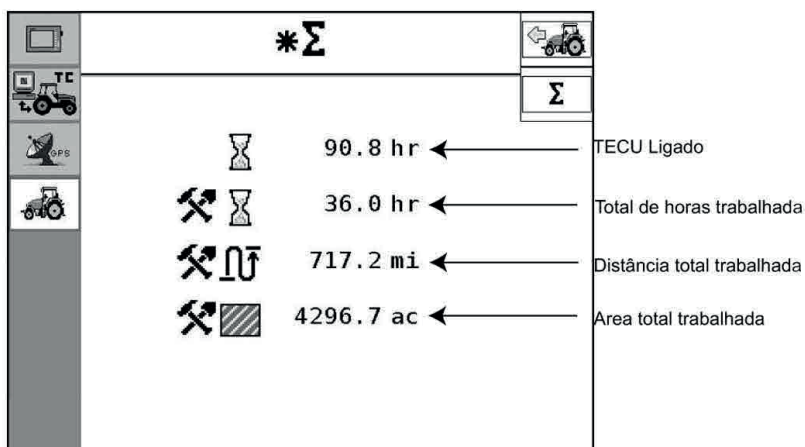 *Σ
TC
Σ
GPS
90.8 hr
TECU Ligado
36.0 hr
Total de horas trabalhada
717.2 mi
Distância total trabalhada
4296.7 ac
Area total trabalhada